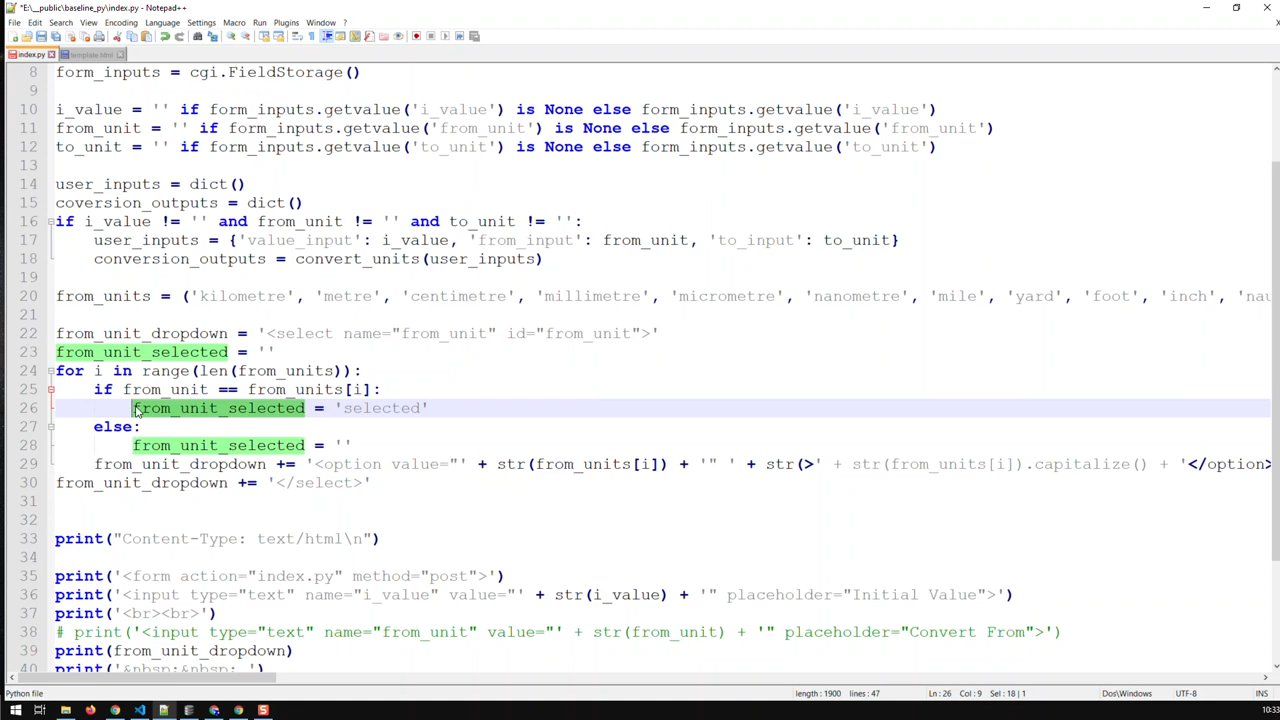 *E:\__public\baseline_py\index.py - Notepad++
File Edit Search View Encoding Language Settings Macro Run Plugins Window ?
index.py template.html
8 form_inputs = cgi.FieldStorage()
9
10 i_value = '' if form_inputs.getvalue('i_value') is None else form_inputs.getvalue('i_value')
11 from_unit = '' if form_inputs.getvalue('from_unit') is None else form_inputs.getvalue('from_unit')
12 to_unit = '' if form_inputs.getvalue('to_unit') is None else form_inputs.getvalue('to_unit')
13
14 user_inputs = dict()
15 coversion_outputs = dict()
16 if i_value != '' and from_unit != '' and to_unit != '':
17 user_inputs = {'value_input': i_value, 'from_input': from_unit, 'to_input': to_unit}
18 conversion_outputs = convert_units(user_inputs)
19
20 from_units = ('kilometre', 'metre', 'centimetre', 'millimetre', 'micrometre', 'nanometre', 'mile', 'yard', 'foot', 'inch', 'nau
21
22 from_unit_dropdown = '<select name="from_unit" id="from_unit">'
23 from_unit_selected = ''
24 for i in range(len(from_units)):
25 if from_unit == from_units[i]:
26 from_unit_selected = 'selected'
27 else:
28 from_unit_selected = ''
29 from_unit_dropdown += '<option value="' + str(from_units[i]) + '" ' + str(>' + str(from_units[i]).capitalize() + '</option>
30 from_unit_dropdown += '</select>'
31
32
33 print("Content-Type: text/html\n")
34
35 print('<form action="index.py" method="post">')
36 print('<input type="text" name="i_value" value="' + str(i_value) + '" placeholder="Initial Value">')
37 print('<br><br>')
38 # print('<input type="text" name="from_unit" value="' + str(from_unit) + '" placeholder="Convert From">')
39 print(from_unit_dropdown)
40 print('&nbsp;&nbsp; ')
Python file length : 1900 lines : 47 Ln : 26 Col : 9 Sel : 18 | 1 Dos\Windows UTF-8 INS
10:33